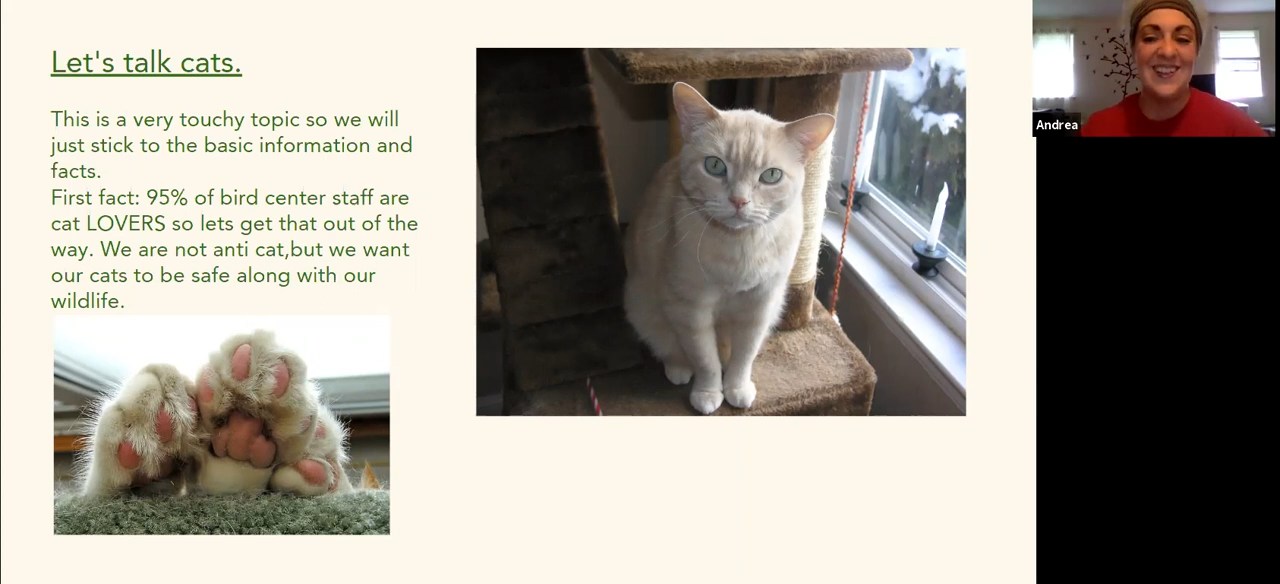 Let's talk cats.
This is a very touchy topic so we will
just stick to the basic information and
facts.
First fact: 95% of bird center staff are
cat LOVERS so lets get that out of the
way. We are not anti cat,but we want
our cats to be safe along with our
wildlife.
Andrea